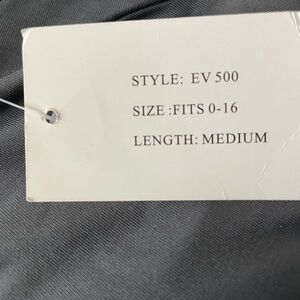 STYLE: EV 500
SIZE :FITS 0-16
LENGTH: MEDIUM